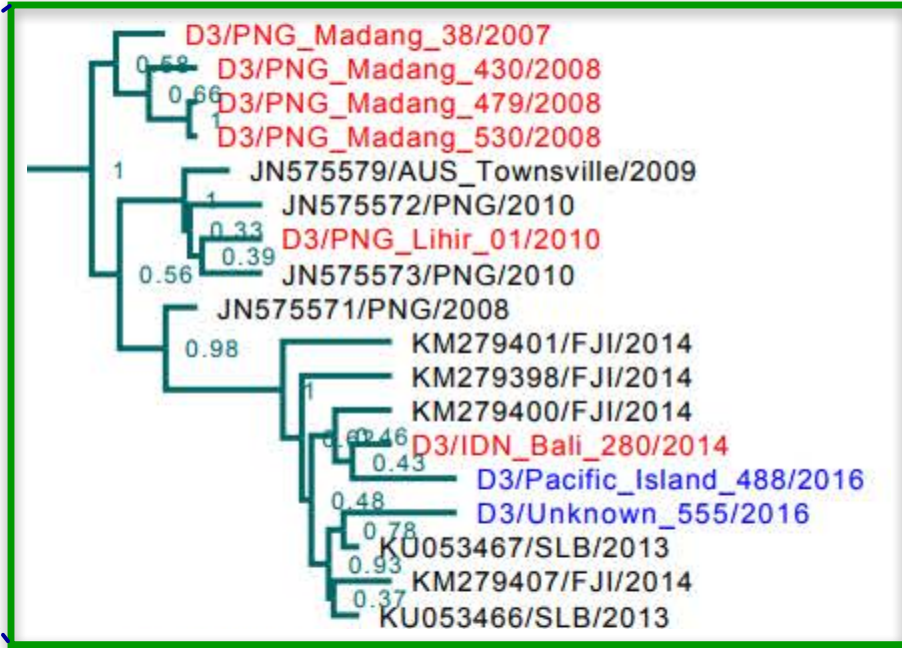 D3/PNG_Madang_38/2007
0.58
D3/PNG_Madang_430/2008
0.66
D3/PNG_Madang_479/2008
1
D3/PNG_Madang_530/2008
1
JN575579/AUS_Townsville/2009
1
JN575572/PNG/2010
0.33
D3/PNG_Lihir_01/2010
0.39
0.56
JN575573/PNG/2010
JN575571/PNG/2008
0.98
KM279401/FJI/2014
KM279398/FJI/2014
1
KM279400/FJI/2014
0.46
D3/IDN_Bali_280/2014
0.43
D3/Pacific_Island_488/2016
0.48
D3/Unknown_555/2016
0.78
KU053467/SLB/2013
0.93
KM279407/FJI/2014
0.37
KU053466/SLB/2013